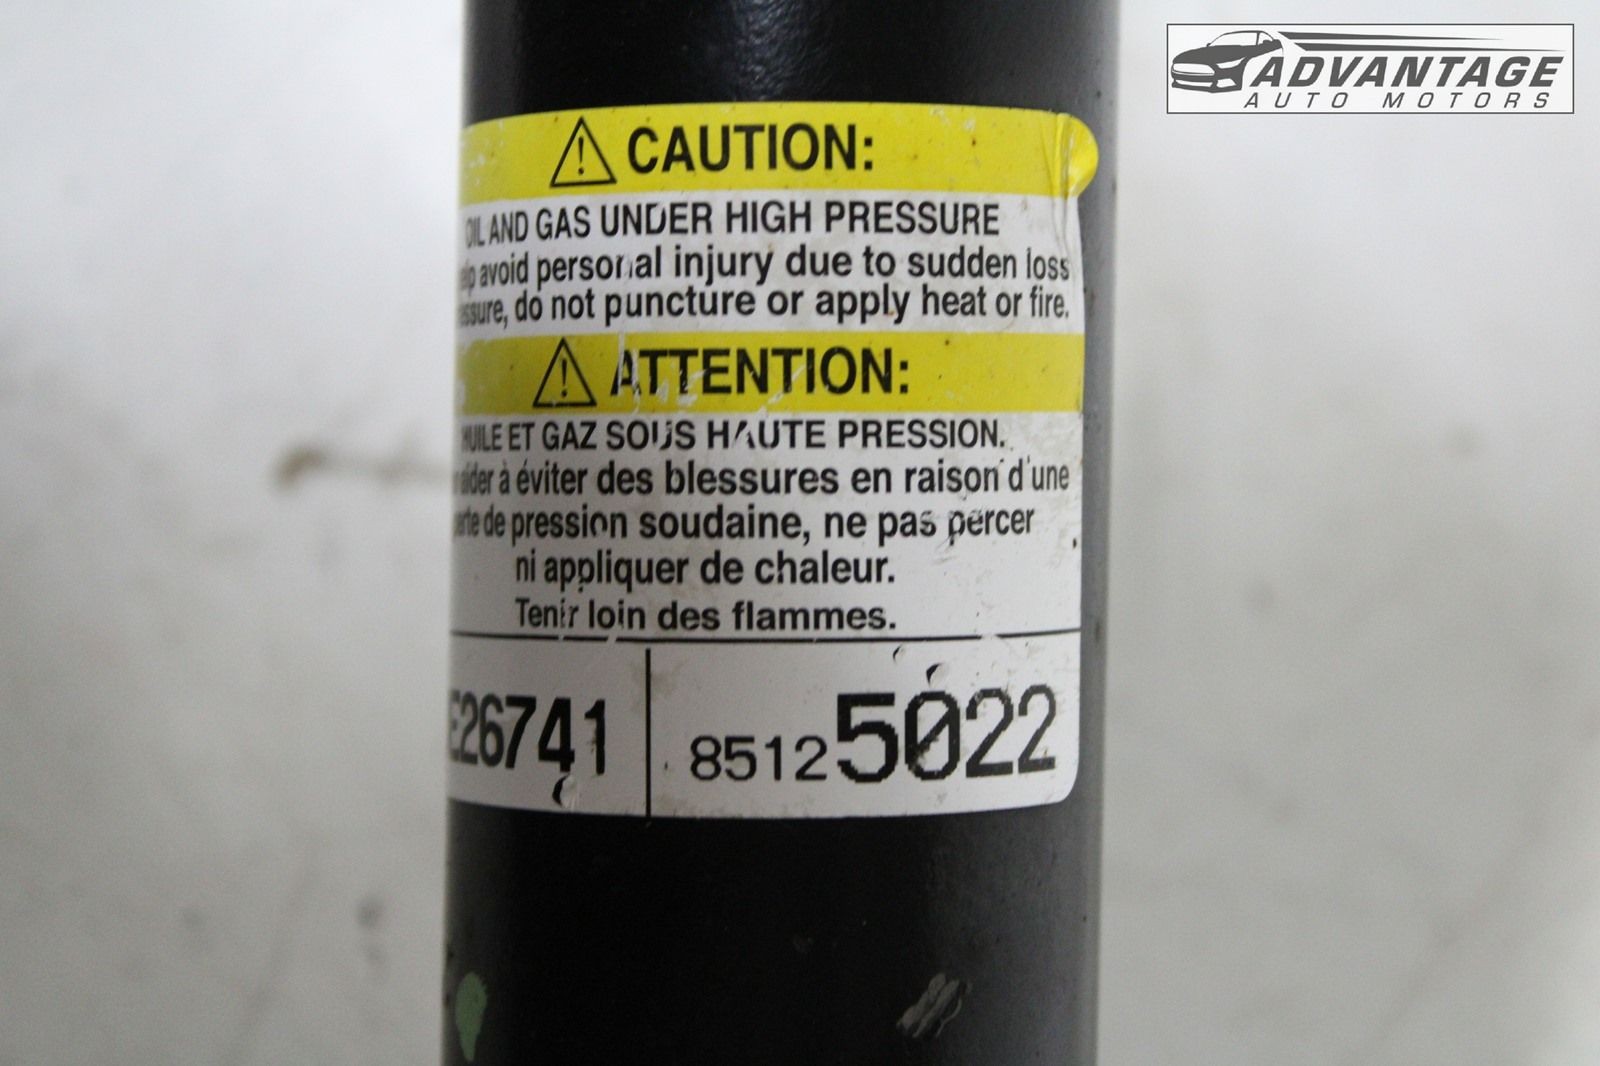 ADVANTAGE
AUTO MOTORS
CAUTION:
OIL AND GAS UNDER HIGH PRESSURE
avoid personal injury due to sudden loss
do not puncture or apply heat or fire.
ATTENTION:
HUILE ET GAZ SOUS HAUTE PRESSION.
aider à éviter des blessures en raison d'une
de pression soudaine, ne pas percer
ni appliquer de chaleur.
Tenir loin des flammes.
E26741
85125022